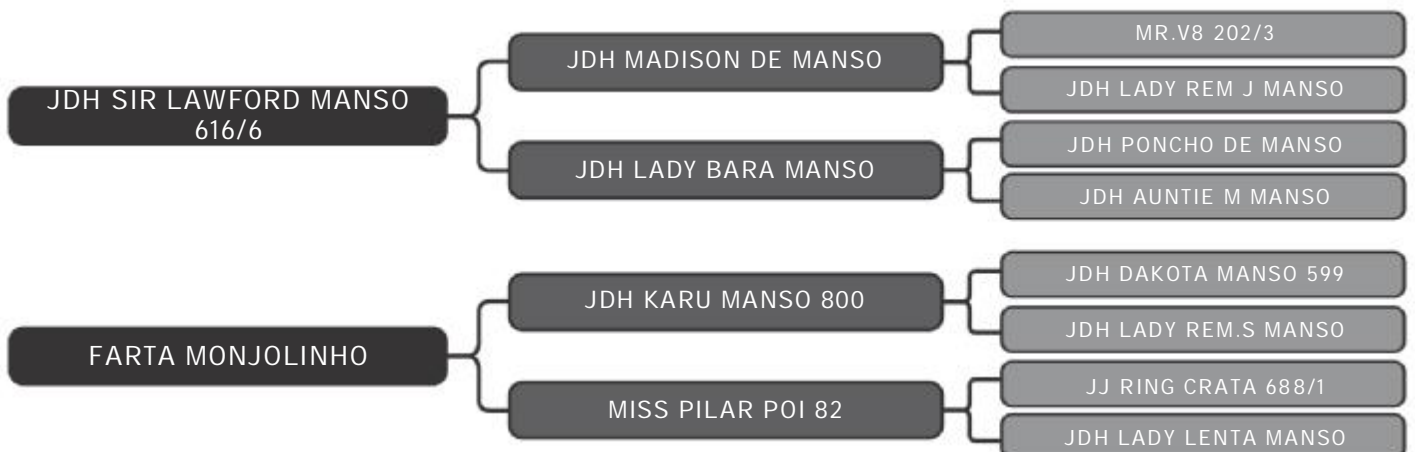 JDH SIR LAWFORD MANSO
616/6
JDH MADISON DE MANSO
MR.V8 202/3
JDH LADY REM J MANSO
JDH LADY BARA MANSO
JDH PONCHO DE MANSO
JDH AUNTIE M MANSO
FARTA MONJOLINHO
JDH KARU MANSO 800
JDH DAKOTA MANSO 599
JDH LADY REM.S MANSO
MISS PILAR POI 82
JJ RING CRATA 688/1
JDH LADY LENTA MANSO